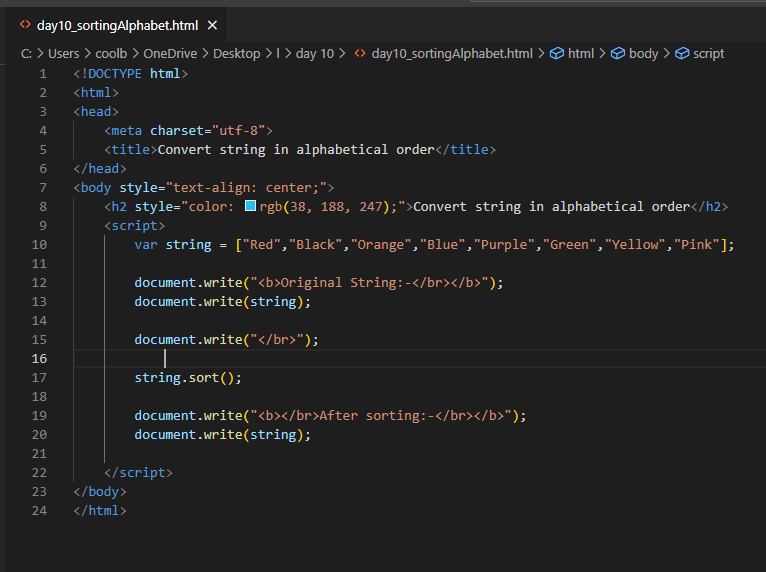 day10_sortingAlphabet.html
C: > Users > coolb > OneDrive > Desktop > l > day 10 > day10_sortingAlphabet.html > html > body > script
1 <!DOCTYPE html>
2 <html>
3 <head>
4 <meta charset="utf-8">
5 <title>Convert string in alphabetical order</title>
6 </head>
7 <body style="text-align: center;">
8 <h2 style="color: rgb(38, 188, 247);">Convert string in alphabetical order</h2>
9 <script>
10 var string = ["Red","Black","Orange","Blue","Purple","Green","Yellow","Pink"];
11
12 document.write("<b>Original String:-</br></b>");
13 document.write(string);
14
15 document.write("</br>");
16
17 string.sort();
18
19 document.write("<b></br>After sorting:-</br></b>");
20 document.write(string);
21
22 </script>
23 </body>
24 </html>